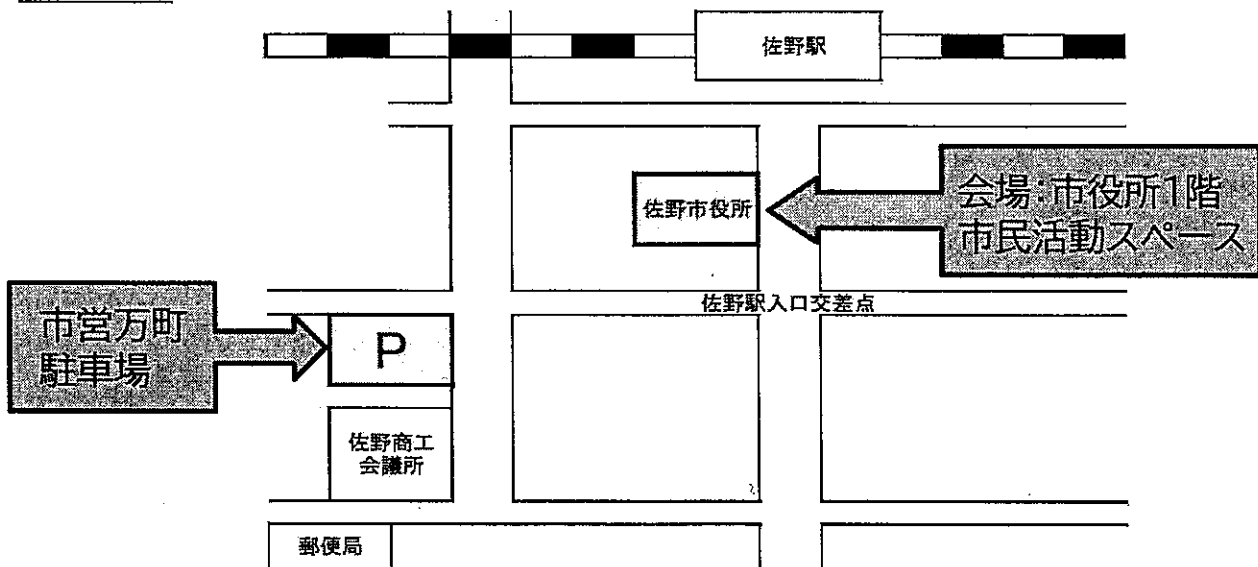 佐野駅
佐野市役所
会場:市役所1階
市民活動スペース
佐野駅入口交差点
市営万町
駐車場
P
佐野商工
会議所
郵便局